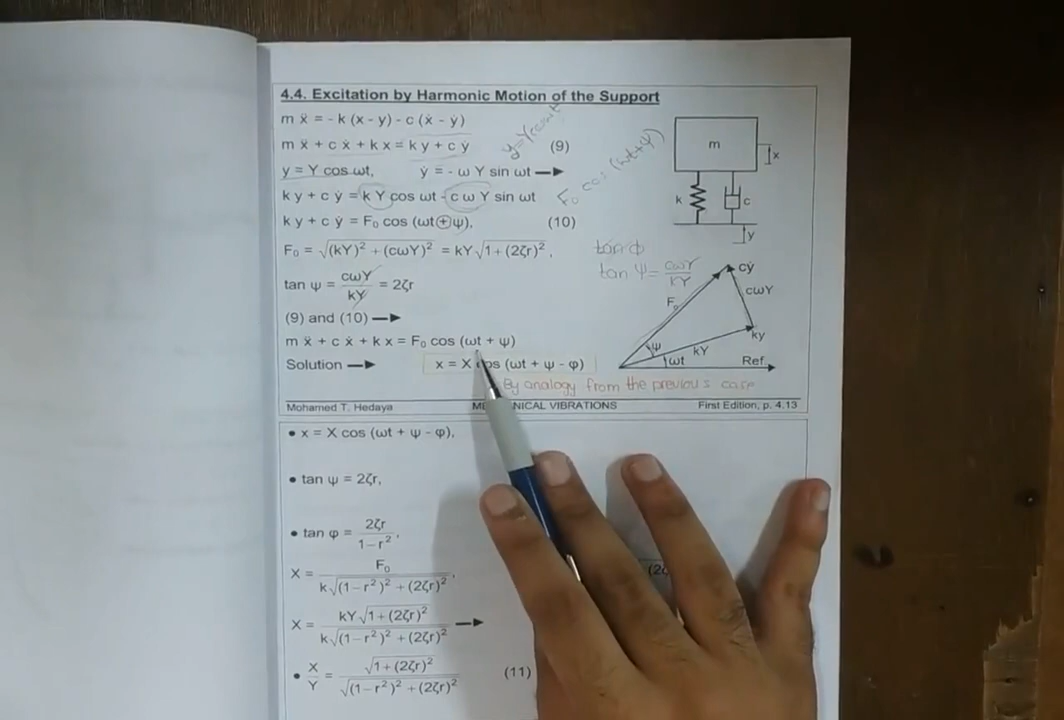 4.4. Excitation by Harmonic Motion of the Support
m ẍ = - k (x - y) - c (ẋ - ẏ)
m ẍ + c ẋ + k x = k y + c ẏ (9)
y = Y cos ωt, ẏ = - ω Y sin ωt
k y + c ẏ = k Y cos ωt - c ω Y sin ωt
k y + c ẏ = F₀ cos (ωt + ψ), (10)
F₀ = √((kY)² + (cωY)²) = kY √(1 + (2ζr)²),
tan ψ = cωY / kY = 2ζr
(9) and (10)
m ẍ + c ẋ + k x = F₀ cos (ωt + ψ)
Solution x = X cos (ωt + ψ - φ)
By analogy from the previous case
y = Y cos ωt
F₀ cos (ωt + ψ)
tan φ
tan ψ = cωY / kY
m
x
k
c
y
cẏ
cωY
F₀
ky
ψ
kY
ωt
Ref.
Mohamed T. Hedaya MECHANICAL VIBRATIONS First Edition, p. 4.13
• x = X cos (ωt + ψ - φ),
• tan ψ = 2ζr,
• tan φ = 2ζr / (1 - r²),
X = F₀ / (k√((1 - r²)² + (2ζr)²)),
X = kY √(1 + (2ζr)²) / (k√((1 - r²)² + (2ζr)²))
• X / Y = √(1 + (2ζr)²) / √((1 - r²)² + (2ζr)²) (11)